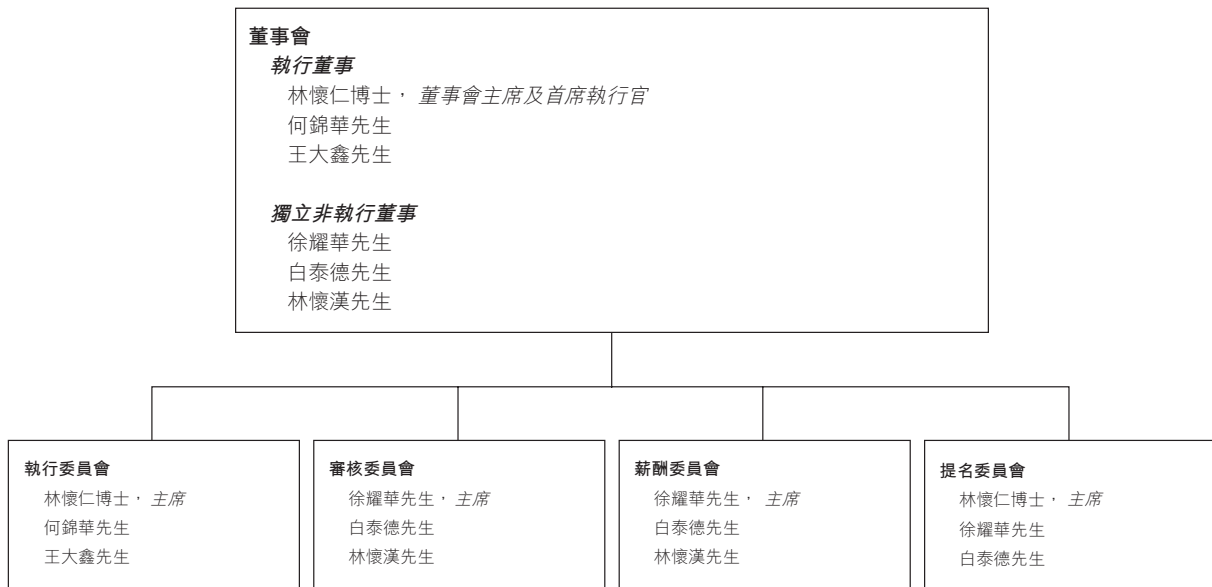 董事會
執行董事
林懷仁博士，董事會主席及首席執行官
何錦華先生
王大鑫先生
獨立非執行董事
徐耀華先生
白泰德先生
林懷漢先生
執行委員會
林懷仁博士，主席
何錦華先生
王大鑫先生
審核委員會
徐耀華先生，主席
白泰德先生
林懷漢先生
薪酬委員會
徐耀華先生，主席
白泰德先生
林懷漢先生
提名委員會
林懷仁博士，主席
徐耀華先生
白泰德先生